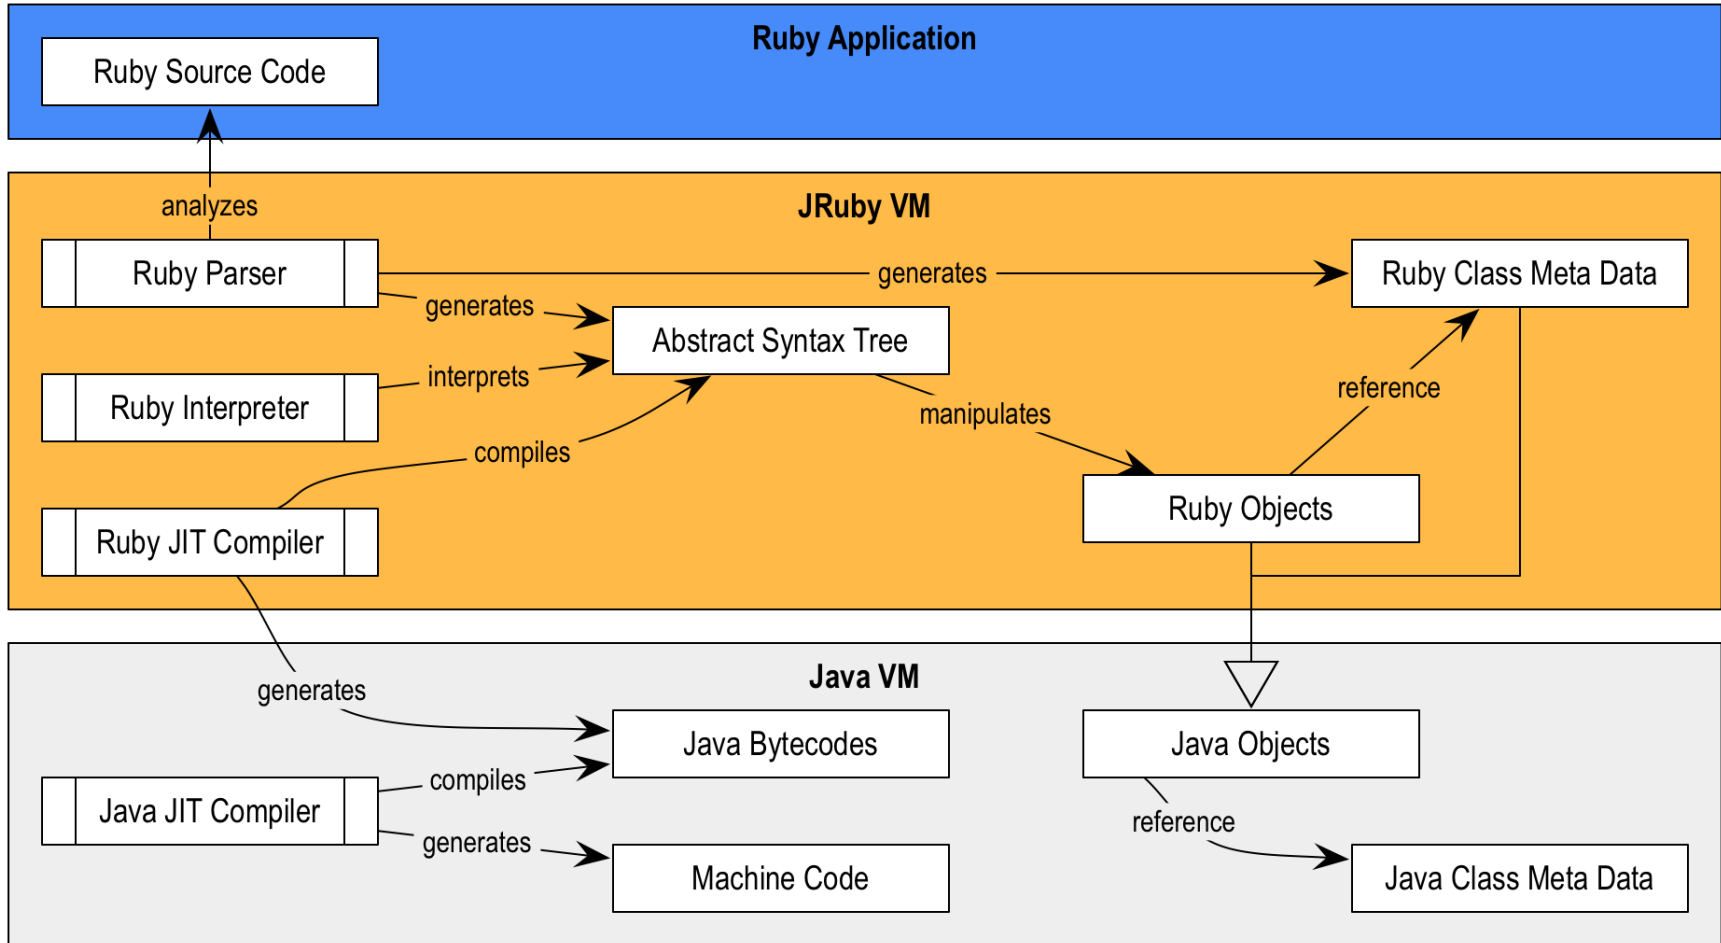 Ruby Application
Ruby Source Code
analyzes
JRuby VM
Ruby Parser
generates
Ruby Class Meta Data
generates
Abstract Syntax Tree
interprets
Ruby Interpreter
reference
manipulates
compiles
Ruby Objects
Ruby JIT Compiler
Java VM
generates
Java Bytecodes
Java Objects
compiles
Java JIT Compiler
reference
generates
Machine Code
Java Class Meta Data